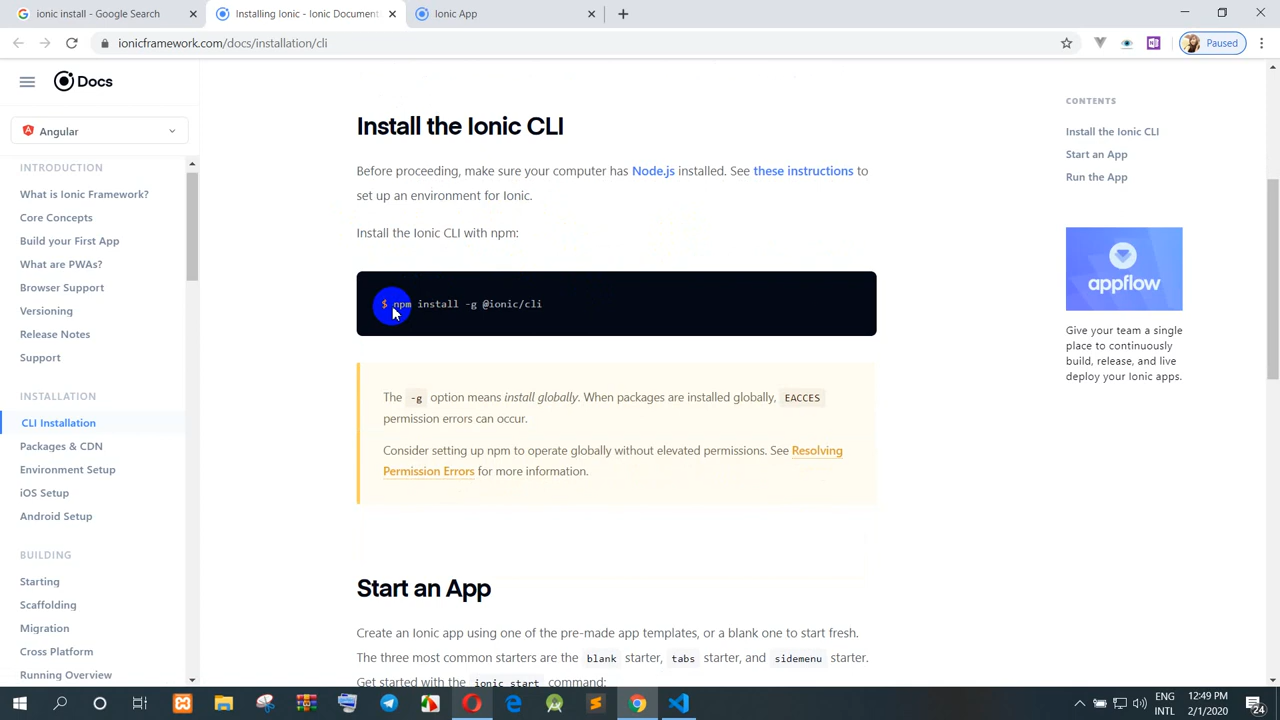 ionic install - Google Search
Installing Ionic - Ionic Document
Ionic App
ionicframework.com/docs/installation/cli
Paused
Docs
Angular
INTRODUCTION
What is Ionic Framework?
Core Concepts
Build your First App
What are PWAs?
Browser Support
Versioning
Release Notes
Support
INSTALLATION
CLI Installation
Packages & CDN
Environment Setup
iOS Setup
Android Setup
BUILDING
Starting
Scaffolding
Migration
Cross Platform
Running Overview
Install the Ionic CLI
Before proceeding, make sure your computer has Node.js installed. See these instructions to
set up an environment for Ionic.
Install the Ionic CLI with npm:
$ npm install -g @ionic/cli
The -g option means install globally. When packages are installed globally, EACCES
permission errors can occur.
Consider setting up npm to operate globally without elevated permissions. See Resolving
Permission Errors for more information.
Start an App
Create an Ionic app using one of the pre-made app templates, or a blank one to start fresh.
The three most common starters are the blank starter, tabs starter, and sidemenu starter.
Get started with the ionic start command:
CONTENTS
Install the Ionic CLI
Start an App
Run the App
appflow
Give your team a single
place to continuously
build, release, and live
deploy your Ionic apps.
ENG
INTL
12:49 PM
2/1/2020
24